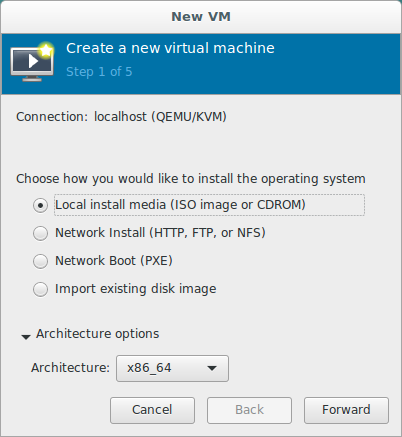 New VM
Create a new virtual machine
Step 1 of 5
Connection: localhost (QEMU/KVM)
Choose how you would like to install the operating system
Local install media (ISO image or CDROM)
Network Install (HTTP, FTP, or NFS)
Network Boot (PXE)
Import existing disk image
Architecture options
Architecture: x86_64
Cancel Back Forward